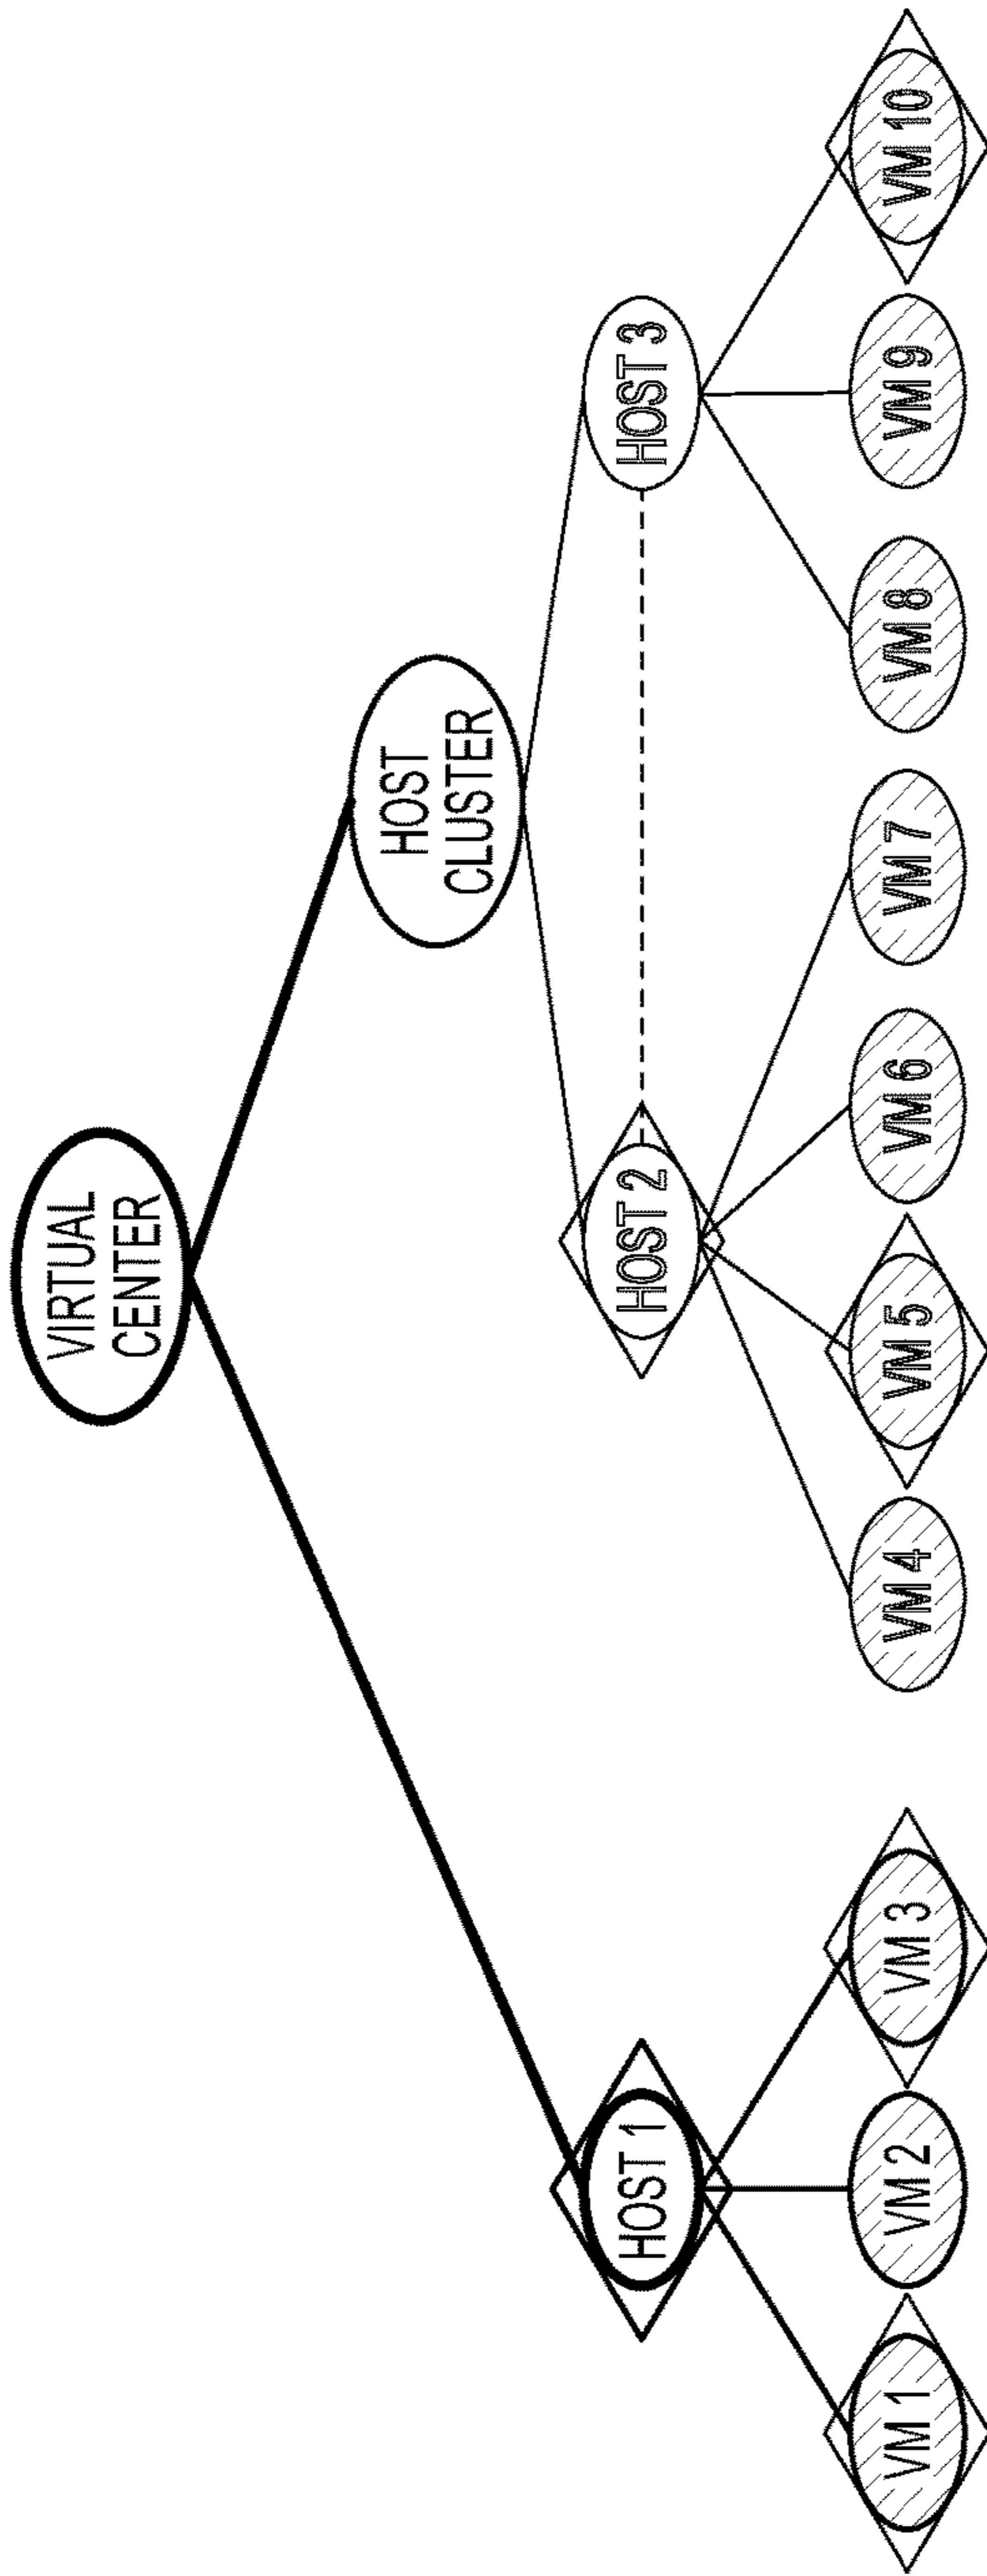 VIRTUAL
CENTER
HOST
CLUSTER
HOST 1
HOST 2
HOST 3
VM 1
VM 2
VM 3
VM 4
VM 5
VM 6
VM 7
VM 8
VM 9
VM 10